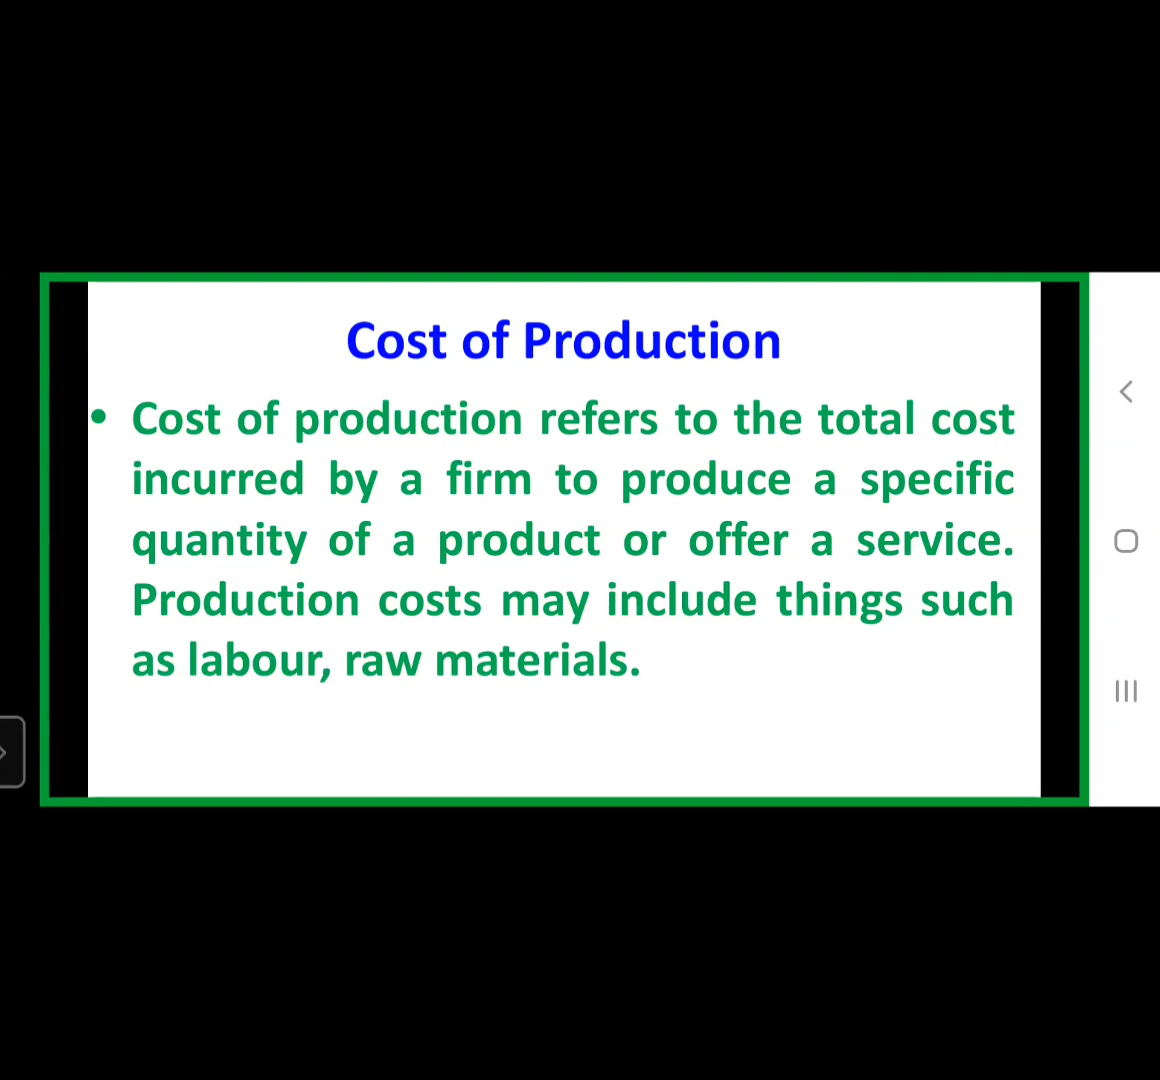 Cost of Production
• Cost of production refers to the total cost
incurred by a firm to produce a specific
quantity of a product or offer a service.
Production costs may include things such
as labour, raw materials.